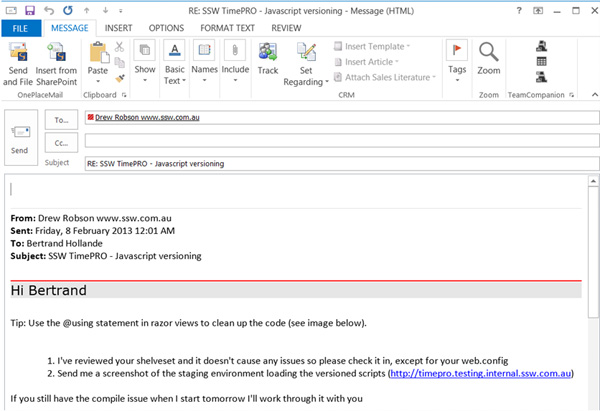 RE: SSW TimePRO - Javascript versioning - Message (HTML)
FILE MESSAGE INSERT OPTIONS FORMAT TEXT REVIEW
Send and File
Insert from SharePoint
OnePlaceMail
Paste
Clipboard
Show
Basic Text
Names
Include
Track
Set Regarding
Insert Template
Insert Article
Attach Sales Literature
CRM
Tags
Zoom
Zoom
TeamCompanion
Send
To...
Drew Robson www.ssw.com.au
Cc...
Subject
RE: SSW TimePRO - Javascript versioning
From: Drew Robson www.ssw.com.au
Sent: Friday, 8 February 2013 12:01 AM
To: Bertrand Hollande
Subject: SSW TimePRO - Javascript versioning
Hi Bertrand
Tip: Use the @using statement in razor views to clean up the code (see image below).
1. I've reviewed your shelveset and it doesn't cause any issues so please check it in, except for your web.config
2. Send me a screenshot of the staging environment loading the versioned scripts (http://timepro.testing.internal.ssw.com.au)
If you still have the compile issue when I start tomorrow I'll work through it with you